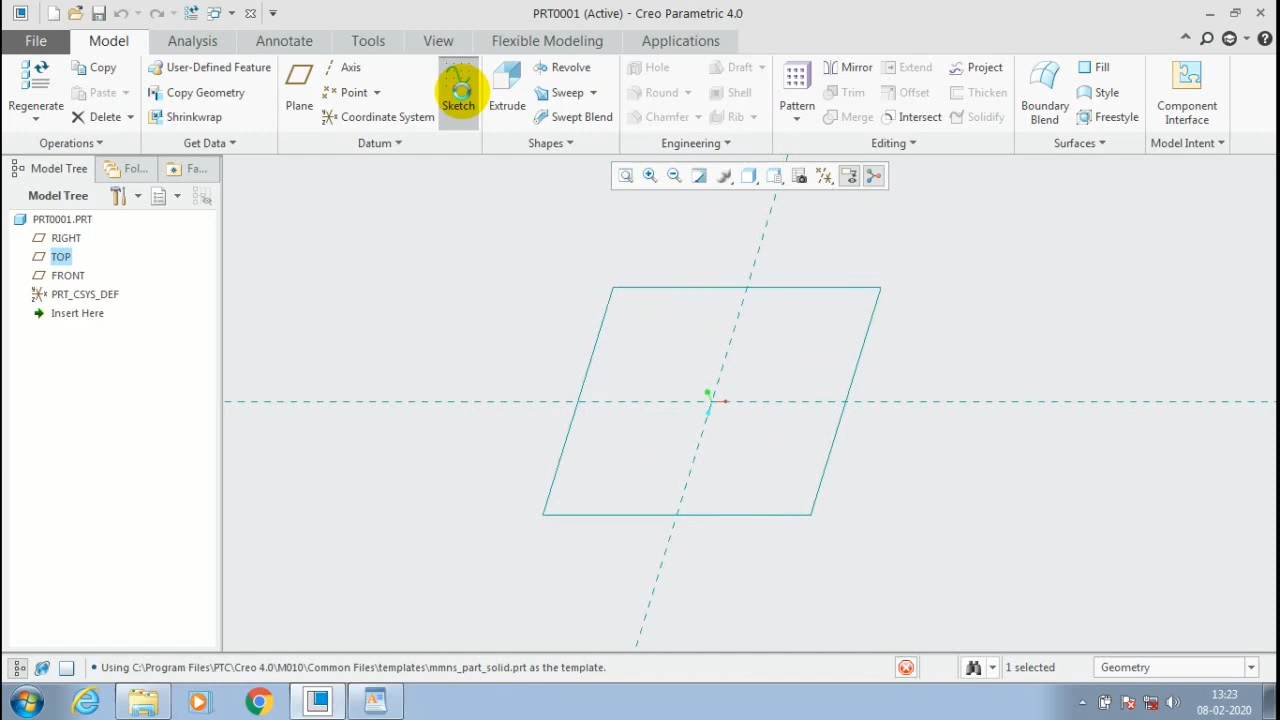 PRT0001 (Active) - Creo Parametric 4.0
File Model Analysis Annotate Tools View Flexible Modeling Applications
Regenerate
Copy
Paste
Delete
Operations
User-Defined Feature
Copy Geometry
Shrinkwrap
Get Data
Plane
Axis
Point
Coordinate System
Sketch
Datum
Extrude
Revolve
Sweep
Swept Blend
Shapes
Hole
Round
Chamfer
Draft
Shell
Rib
Engineering
Pattern
Mirror
Trim
Merge
Extend
Offset
Intersect
Project
Thicken
Solidify
Editing
Boundary
Blend
Fill
Style
Freestyle
Surfaces
Component
Interface
Model Intent
Model Tree Fol... Fa...
Model Tree
PRT0001.PRT
RIGHT
TOP
FRONT
PRT_CSYS_DEF
Insert Here
• Using C:\Program Files\PTC\Creo 4.0\M010\Common Files\templates\mmns_part_solid.prt as the template.
1 selected
Geometry
13:23
08-02-2020